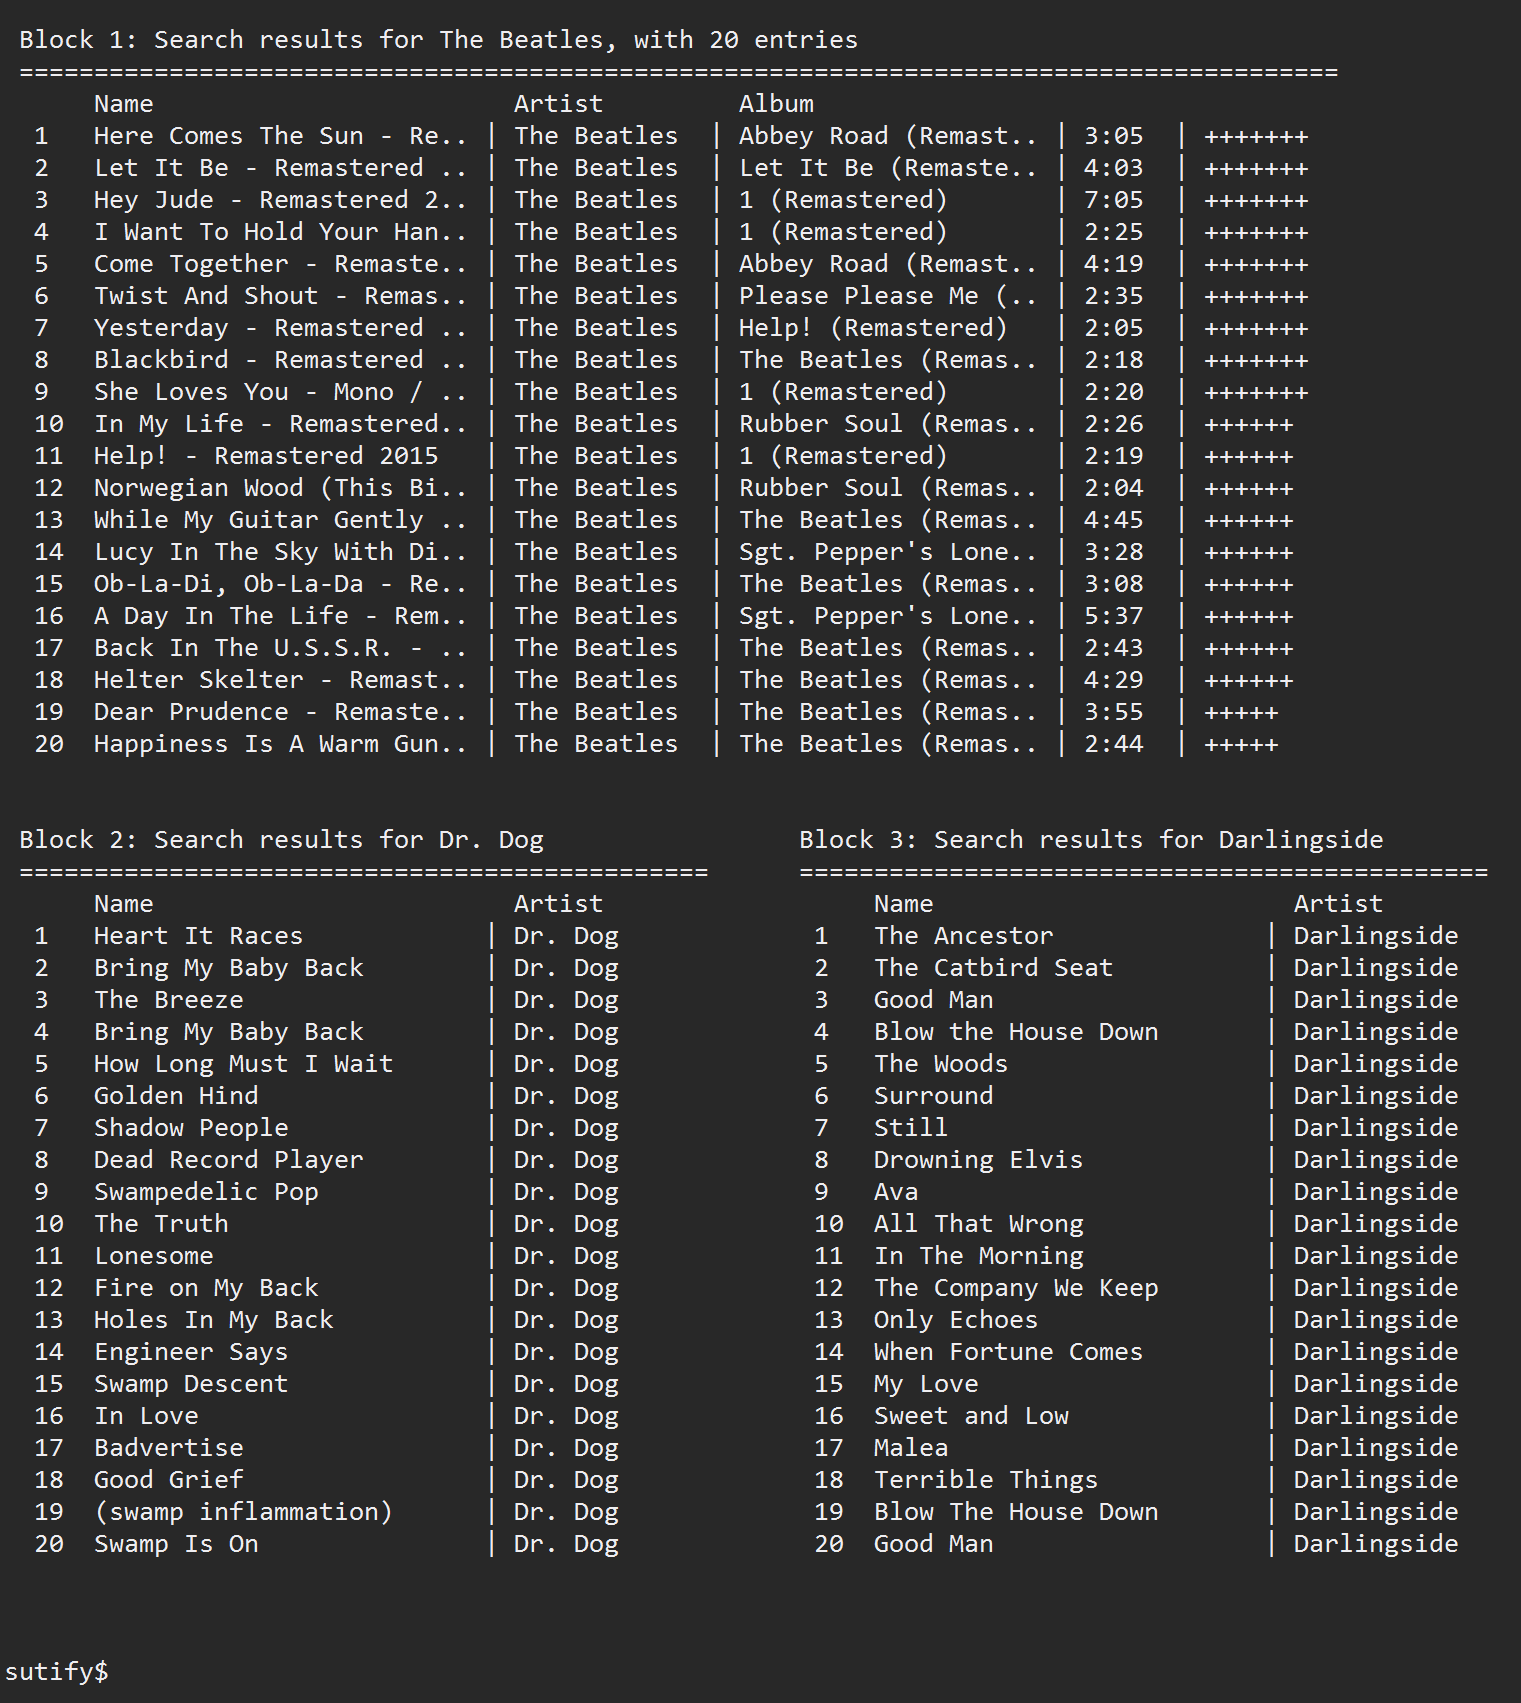 Block 1: Search results for The Beatles, with 20 entries
========================================================================================
     Name                        Artist         Album
 1   Here Comes The Sun - Re.. | The Beatles  | Abbey Road (Remast.. | 3:05  | +++++++
 2   Let It Be - Remastered .. | The Beatles  | Let It Be (Remaste.. | 4:03  | +++++++
 3   Hey Jude - Remastered 2.. | The Beatles  | 1 (Remastered)       | 7:05  | +++++++
 4   I Want To Hold Your Han.. | The Beatles  | 1 (Remastered)       | 2:25  | +++++++
 5   Come Together - Remaste.. | The Beatles  | Abbey Road (Remast.. | 4:19  | +++++++
 6   Twist And Shout - Remas.. | The Beatles  | Please Please Me (.. | 2:35  | +++++++
 7   Yesterday - Remastered .. | The Beatles  | Help! (Remastered)   | 2:05  | +++++++
 8   Blackbird - Remastered .. | The Beatles  | The Beatles (Remas.. | 2:18  | +++++++
 9   She Loves You - Mono / .. | The Beatles  | 1 (Remastered)       | 2:20  | +++++++
 10  In My Life - Remastered.. | The Beatles  | Rubber Soul (Remas.. | 2:26  | ++++++
 11  Help! - Remastered 2015   | The Beatles  | 1 (Remastered)       | 2:19  | ++++++
 12  Norwegian Wood (This Bi.. | The Beatles  | Rubber Soul (Remas.. | 2:04  | ++++++
 13  While My Guitar Gently .. | The Beatles  | The Beatles (Remas.. | 4:45  | ++++++
 14  Lucy In The Sky With Di.. | The Beatles  | Sgt. Pepper's Lone.. | 3:28  | ++++++
 15  Ob-La-Di, Ob-La-Da - Re.. | The Beatles  | The Beatles (Remas.. | 3:08  | ++++++
 16  A Day In The Life - Rem.. | The Beatles  | Sgt. Pepper's Lone.. | 5:37  | ++++++
 17  Back In The U.S.S.R. - .. | The Beatles  | The Beatles (Remas.. | 2:43  | ++++++
 18  Helter Skelter - Remast.. | The Beatles  | The Beatles (Remas.. | 4:29  | ++++++
 19  Dear Prudence - Remaste.. | The Beatles  | The Beatles (Remas.. | 3:55  | +++++
 20  Happiness Is A Warm Gun.. | The Beatles  | The Beatles (Remas.. | 2:44  | +++++
Block 2: Search results for Dr. Dog
==============================================
     Name                        Artist
 1   Heart It Races            | Dr. Dog
 2   Bring My Baby Back        | Dr. Dog
 3   The Breeze                | Dr. Dog
 4   Bring My Baby Back        | Dr. Dog
 5   How Long Must I Wait      | Dr. Dog
 6   Golden Hind               | Dr. Dog
 7   Shadow People             | Dr. Dog
 8   Dead Record Player        | Dr. Dog
 9   Swampedelic Pop           | Dr. Dog
 10  The Truth                 | Dr. Dog
 11  Lonesome                  | Dr. Dog
 12  Fire on My Back           | Dr. Dog
 13  Holes In My Back          | Dr. Dog
 14  Engineer Says             | Dr. Dog
 15  Swamp Descent             | Dr. Dog
 16  In Love                   | Dr. Dog
 17  Badvertise                | Dr. Dog
 18  Good Grief                | Dr. Dog
 19  (swamp inflammation)      | Dr. Dog
 20  Swamp Is On               | Dr. Dog
Block 3: Search results for Darlingside
==============================================
     Name                        Artist
 1   The Ancestor              | Darlingside
 2   The Catbird Seat          | Darlingside
 3   Good Man                  | Darlingside
 4   Blow the House Down       | Darlingside
 5   The Woods                 | Darlingside
 6   Surround                  | Darlingside
 7   Still                     | Darlingside
 8   Drowning Elvis            | Darlingside
 9   Ava                       | Darlingside
 10  All That Wrong            | Darlingside
 11  In The Morning            | Darlingside
 12  The Company We Keep       | Darlingside
 13  Only Echoes               | Darlingside
 14  When Fortune Comes        | Darlingside
 15  My Love                   | Darlingside
 16  Sweet and Low             | Darlingside
 17  Malea                     | Darlingside
 18  Terrible Things           | Darlingside
 19  Blow The House Down       | Darlingside
 20  Good Man                  | Darlingside
sutify$